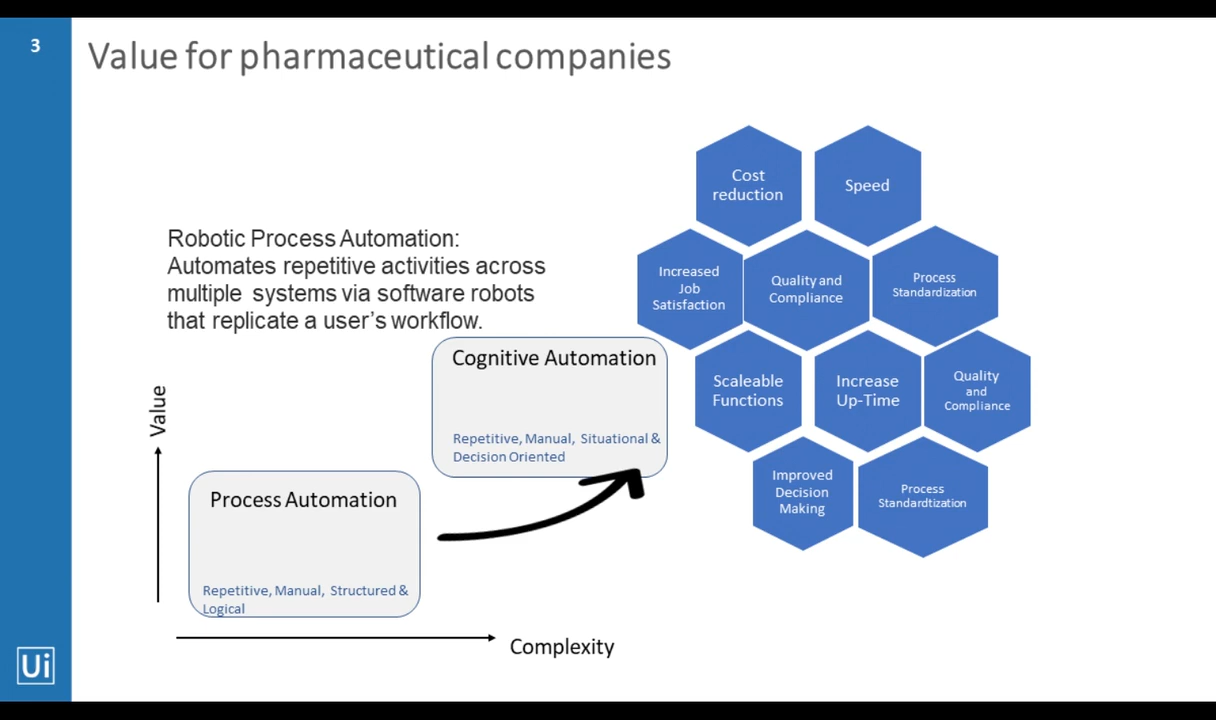 3
Value for pharmaceutical companies
Robotic Process Automation:
Automates repetitive activities across
multiple systems via software robots
that replicate a user’s workflow.
Value
Cognitive Automation
Repetitive, Manual, Situational &
Decision Oriented
Process Automation
Repetitive, Manual, Structured &
Logical
Complexity
Cost
reduction
Speed
Increased
Job
Satisfaction
Quality and
Compliance
Process
Standardization
Scaleable
Functions
Increase
Up-Time
Quality
and
Compliance
Improved
Decision
Making
Process
Standardtization
Ui